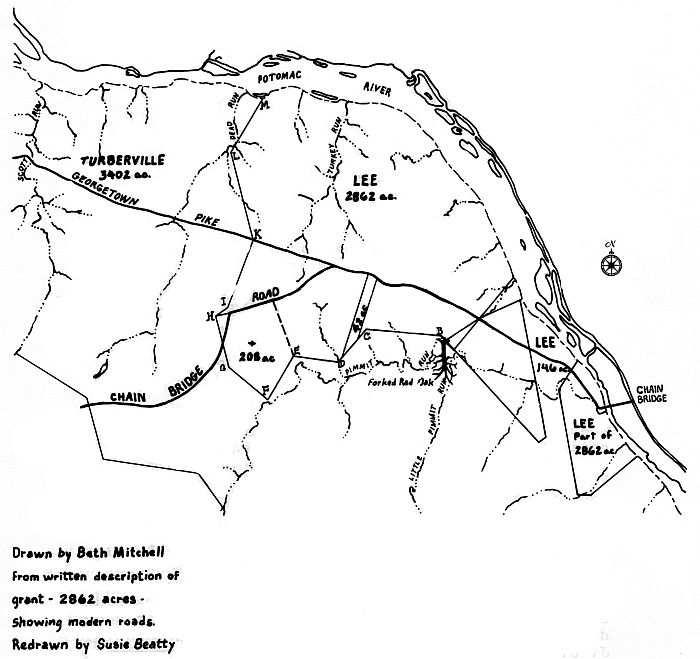 POTOMAC
RIVER
N
SCOTT
RUN
DEAD RUN
M
L
TURKEY RUN
TURBERVILLE
3402 ac.
LEE
2862 ac.
GEORGETOWN
PIKE
K
I
H
ROAD
42 ac.
B
C
LEE
146 ac.
+
208 ac
G
E
D
PIMMIT
RUN
F
Forked Red Oak
CHAIN
BRIDGE
CHAIN
BRIDGE
LEE
Part of
2862 ac
LITTLE PIMMIT RUN
Drawn by Beth Mitchell
from written description of
grant - 2862 acres -
Showing modern roads.
Redrawn by Susie Beatty